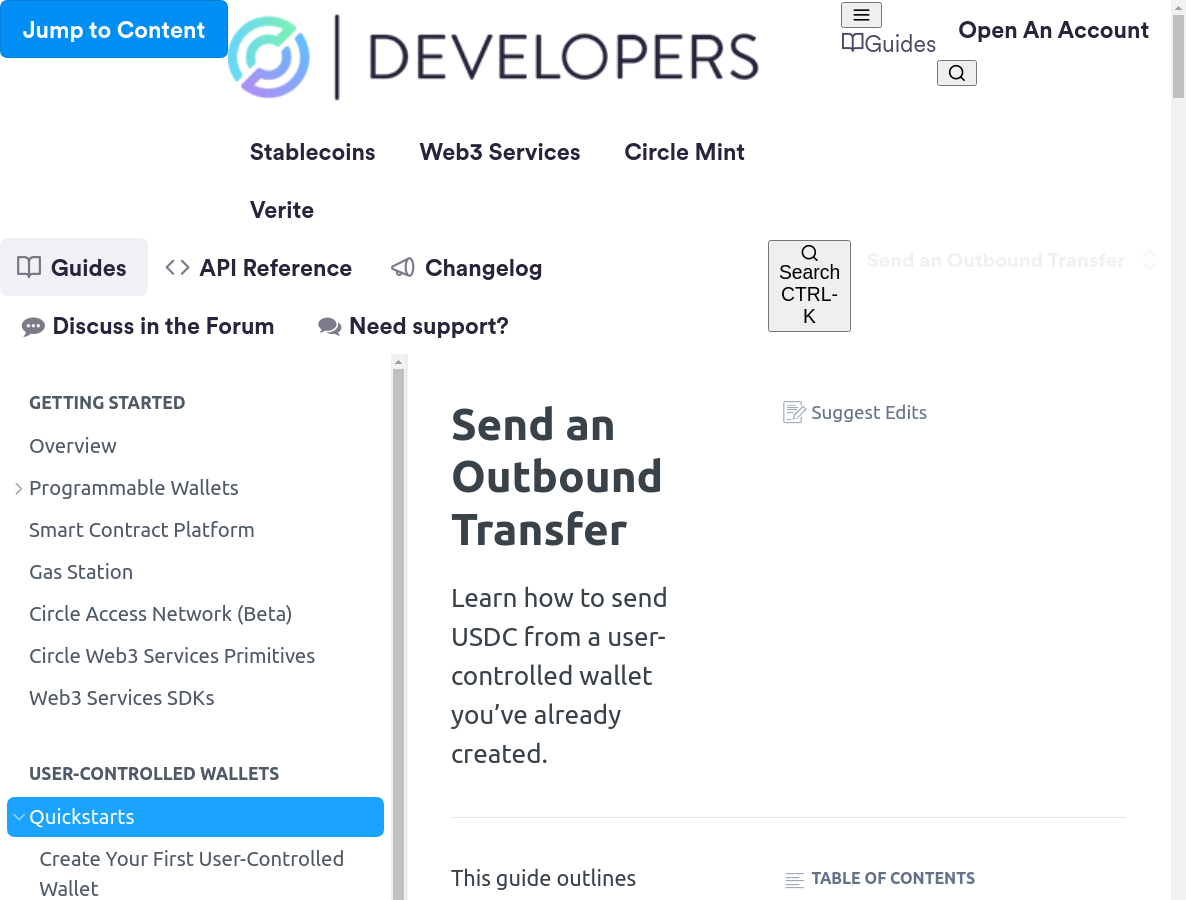 Jump to Content
DEVELOPERS
Guides
Open An Account
Stablecoins
Web3 Services
Circle Mint
Verite
Guides
API Reference
Changelog
Search
CTRL-
K
Send an Outbound Transfer
Discuss in the Forum
Need support?
GETTING STARTED
Overview
Programmable Wallets
Smart Contract Platform
Gas Station
Circle Access Network (Beta)
Circle Web3 Services Primitives
Web3 Services SDKs
USER-CONTROLLED WALLETS
Quickstarts
Create Your First User-Controlled
Wallet
Send an
Outbound
Transfer
Suggest Edits
Learn how to send
USDC from a user-
controlled wallet
you’ve already
created.
This guide outlines
TABLE OF CONTENTS